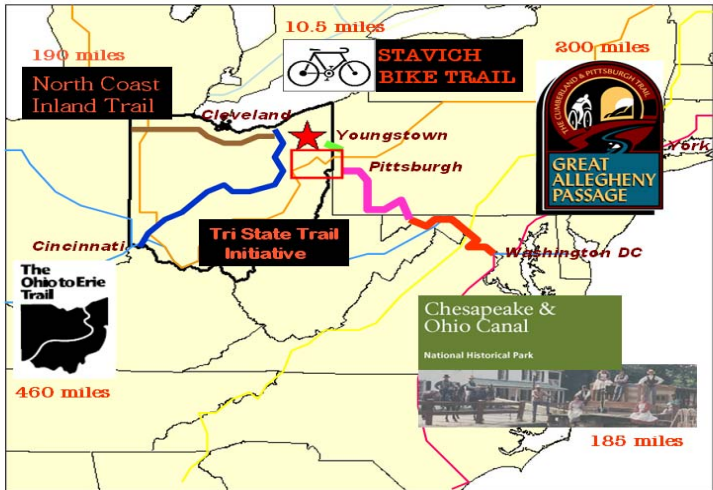 10.5 miles
190 miles
200 miles
STAVICH
BIKE TRAIL
North Coast
Inland Trail
THE CUMBERLAND & PITTSBURGH TRAIL
GREAT
ALLEGHENY
PASSAGE
Cleveland
Youngstown
York
Pittsburgh
Tri State Trail
Initiative
Cincinnati
Washington DC
The
Ohio to Erie
Trail
Chesapeake &
Ohio Canal
National Historical Park
460 miles
185 miles